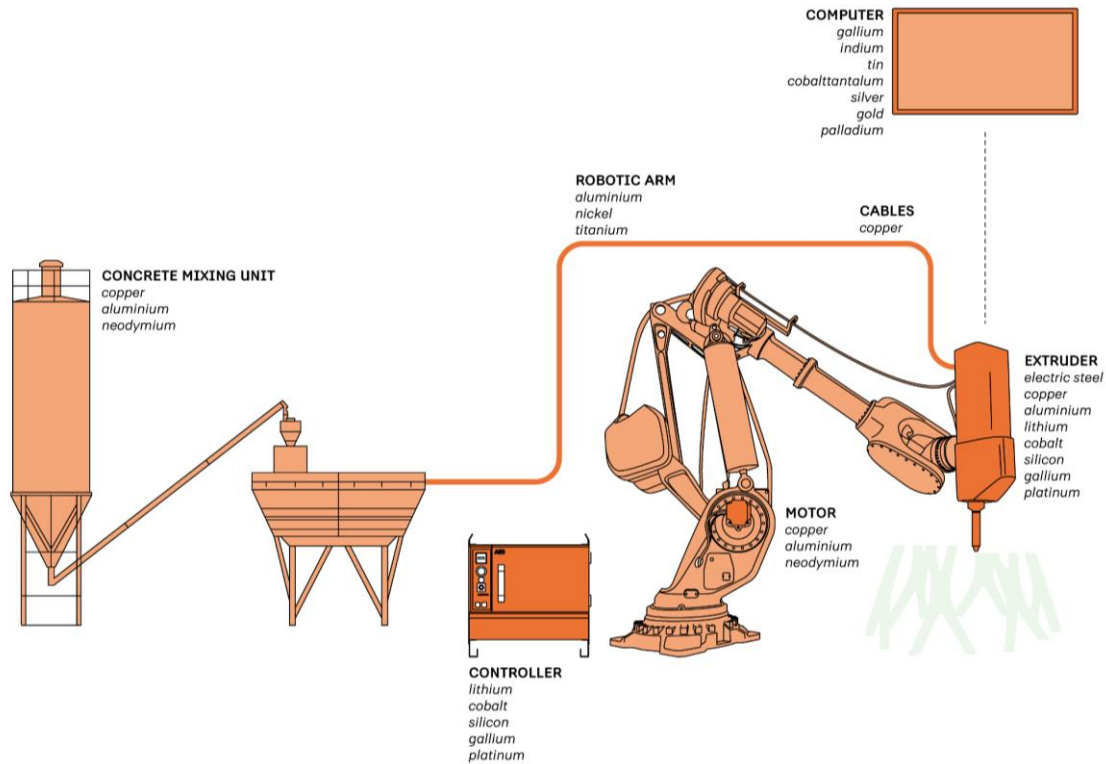 COMPUTER
gallium
indium
tin
cobalttantalum
silver
gold
palladium
ROBOTIC ARM
aluminium
nickel
titanium
CABLES
copper
CONCRETE MIXING UNIT
copper
aluminium
neodymium
EXTRUDER
electric steel
copper
aluminium
lithium
cobalt
silicon
gallium
platinum
MOTOR
copper
aluminium
neodymium
ABB
CONTROLLER
lithium
cobalt
silicon
gallium
platinum